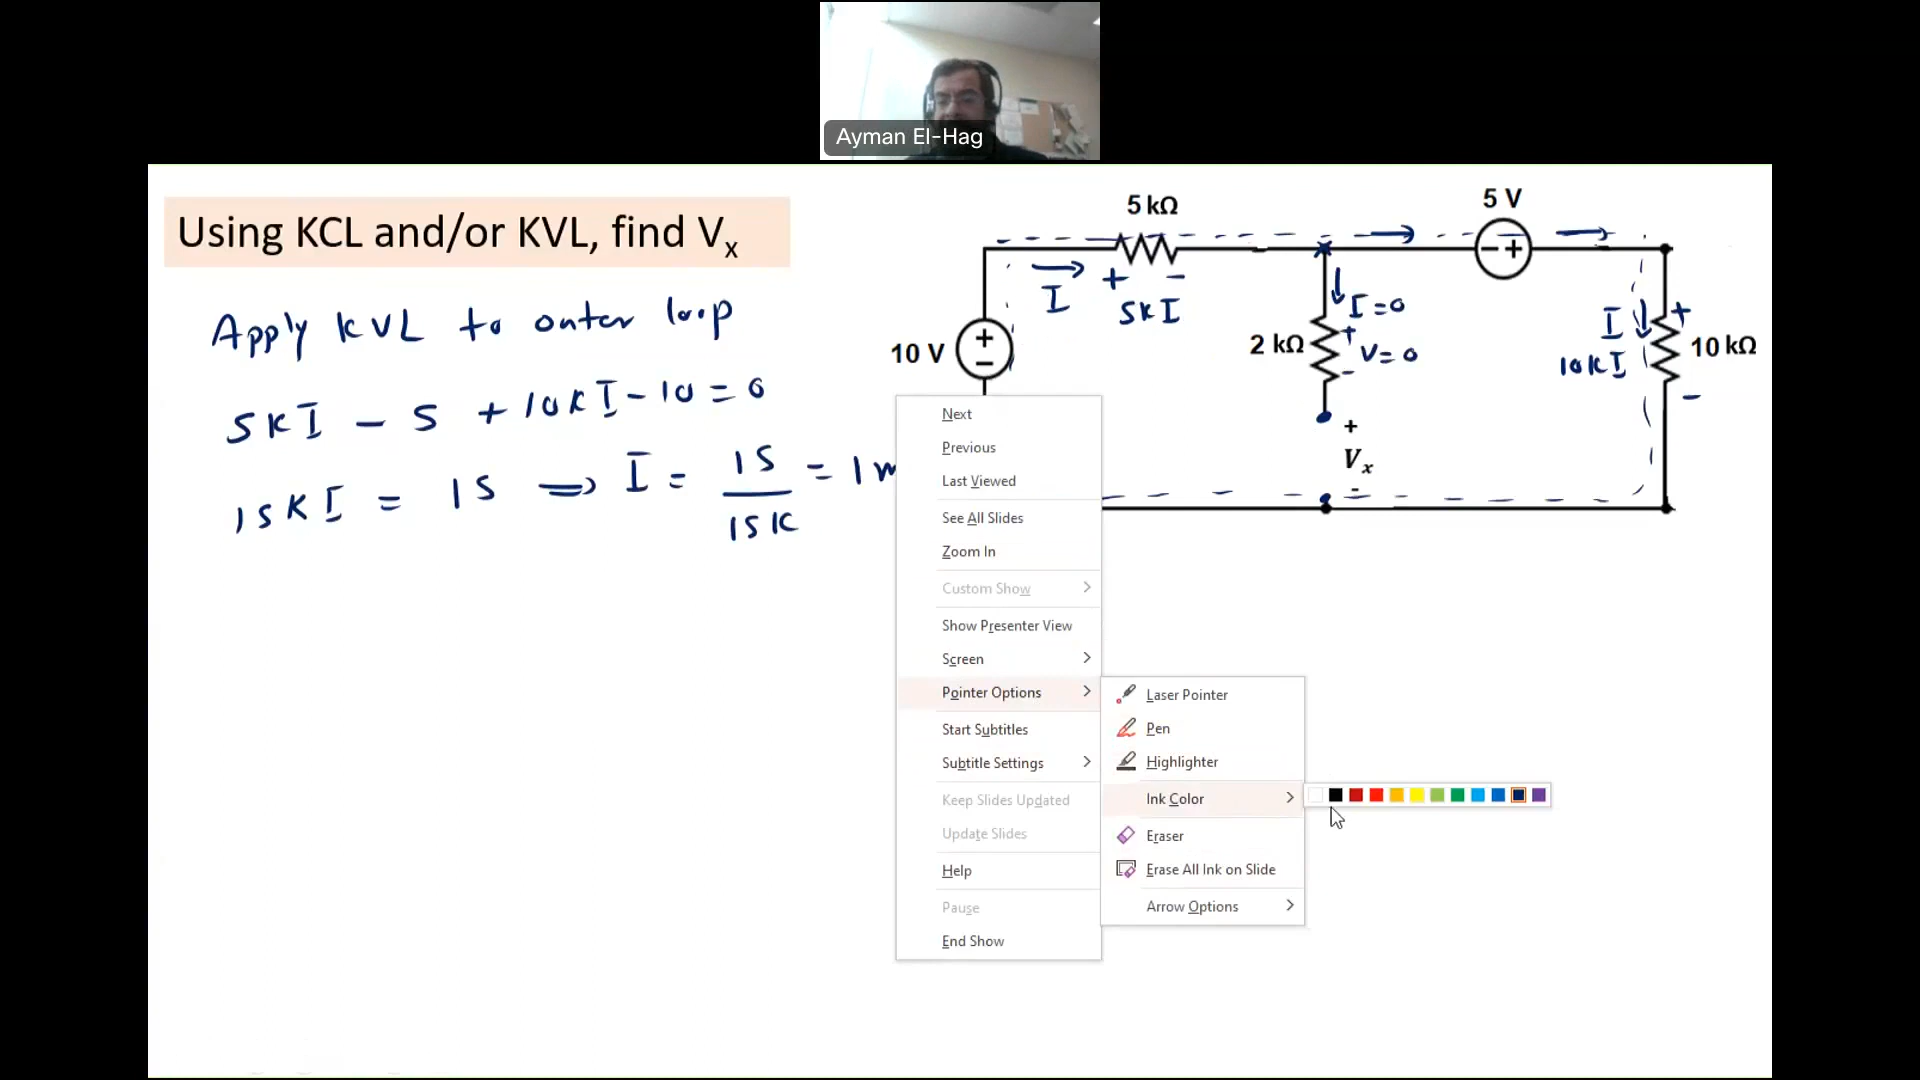 Ayman El-Hag
Using KCL and/or KVL, find Vx
Apply KVL to outer loop
5KI - 5 + 10KI - 10 = 0
15KI = 15 ⟹ I = 15/15K = 1m
5 kΩ
5 V
10 V
I
+ -
5KI
I=0
2 kΩ
+
V=0
-
+
Vx
-
I
10KI
+
10 kΩ
-
Next
Previous
Last Viewed
See All Slides
Zoom In
Custom Show
Show Presenter View
Screen
Pointer Options
Start Subtitles
Subtitle Settings
Keep Slides Updated
Update Slides
Help
Pause
End Show
Laser Pointer
Pen
Highlighter
Ink Color
Eraser
Erase All Ink on Slide
Arrow Options